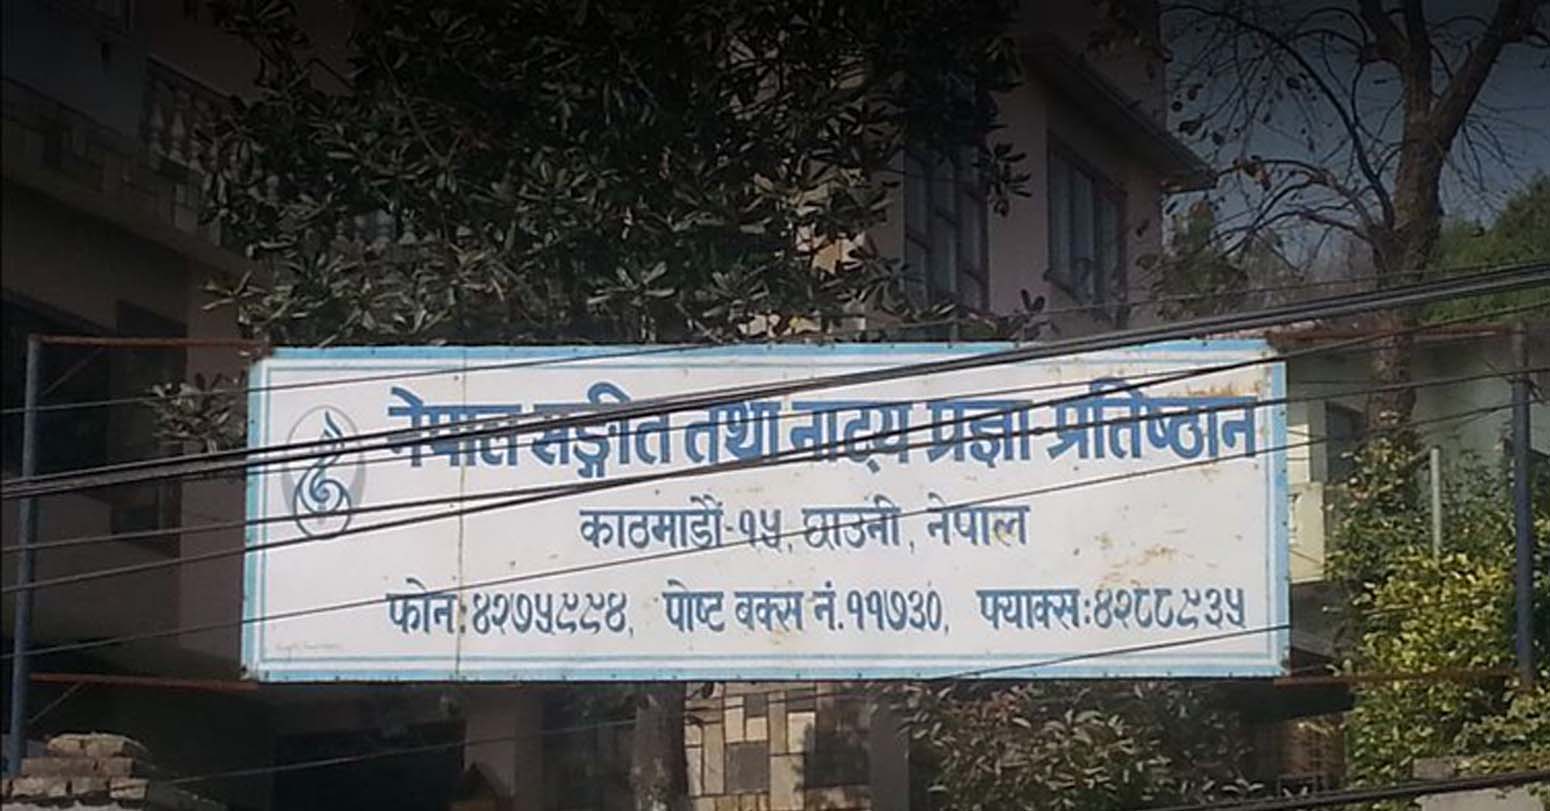 नेपाल सङ्गीत तथा नाट्य प्रज्ञा-प्रतिष्ठान
काठमाडौं-१५, छाउनी, नेपाल
फोन:४२७५९९४, पोष्ट बक्स नं.११७३०, फ्याक्स:४२८८९३५